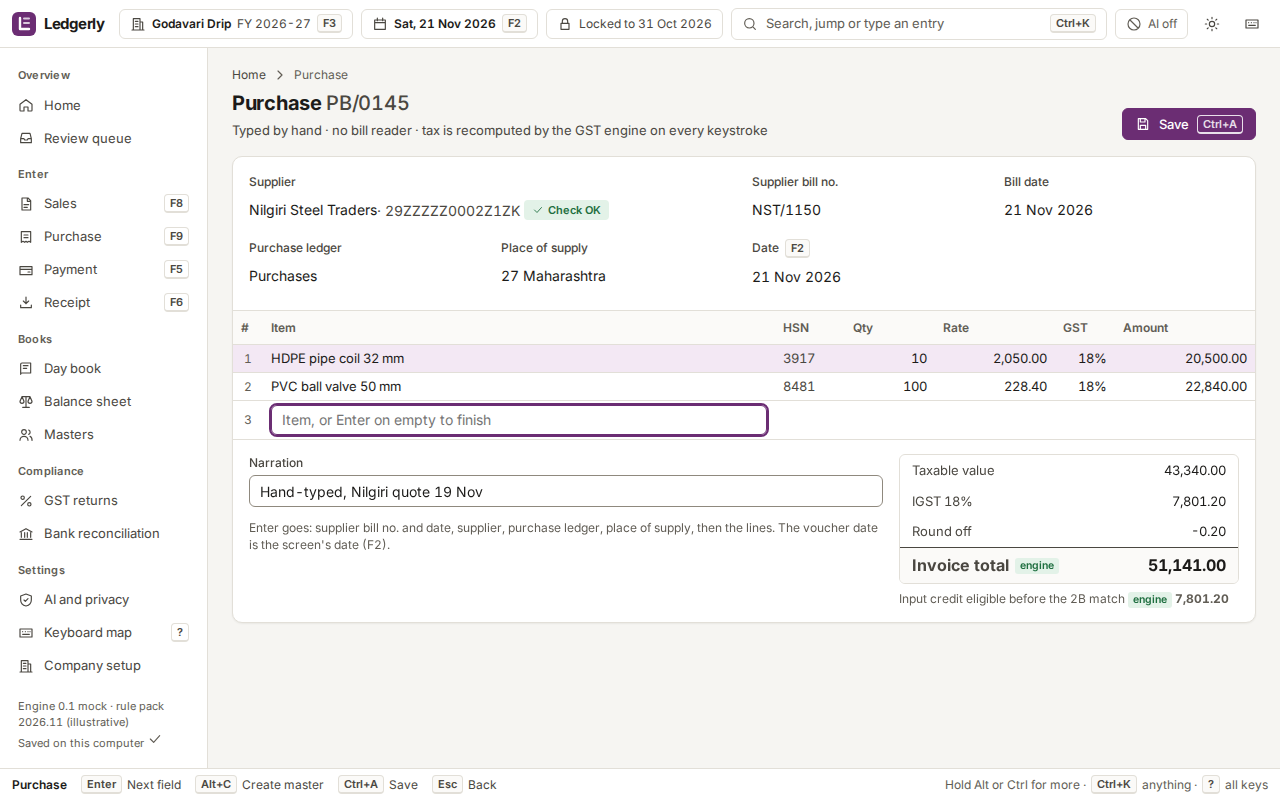 Ledgerly Godavari Drip FY 2026-27 F3 Sat, 21 Nov 2026 F2 Locked to 31 Oct 2026 Search, jump or type an entry Ctrl+K AI off
Overview
Home
Review queue
Enter
Sales F8
Purchase F9
Payment F5
Receipt F6
Books
Day book
Balance sheet
Masters
Compliance
GST returns
Bank reconciliation
Settings
AI and privacy
Keyboard map ?
Company setup
Engine 0.1 mock · rule pack
2026.11 (illustrative)
Saved on this computer
Home > Purchase
Purchase PB/0145
Typed by hand · no bill reader · tax is recomputed by the GST engine on every keystroke
Save Ctrl+A
Supplier Supplier bill no. Bill date
Nilgiri Steel Traders · 29ZZZZZ0002Z1ZK Check OK NST/1150 21 Nov 2026
Purchase ledger Place of supply Date F2
Purchases 27 Maharashtra 21 Nov 2026
# Item HSN Qty Rate GST Amount
1 HDPE pipe coil 32 mm 3917 10 2,050.00 18% 20,500.00
2 PVC ball valve 50 mm 8481 100 228.40 18% 22,840.00
3 Item, or Enter on empty to finish
Narration
Hand-typed, Nilgiri quote 19 Nov
Enter goes: supplier bill no. and date, supplier, purchase ledger, place of supply, then the lines. The voucher date
is the screen's date (F2).
Taxable value 43,340.00
IGST 18% 7,801.20
Round off -0.20
Invoice total engine 51,141.00
Input credit eligible before the 2B match engine 7,801.20
Purchase Enter Next field Alt+C Create master Ctrl+A Save Esc Back Hold Alt or Ctrl for more · Ctrl+K anything · ? all keys